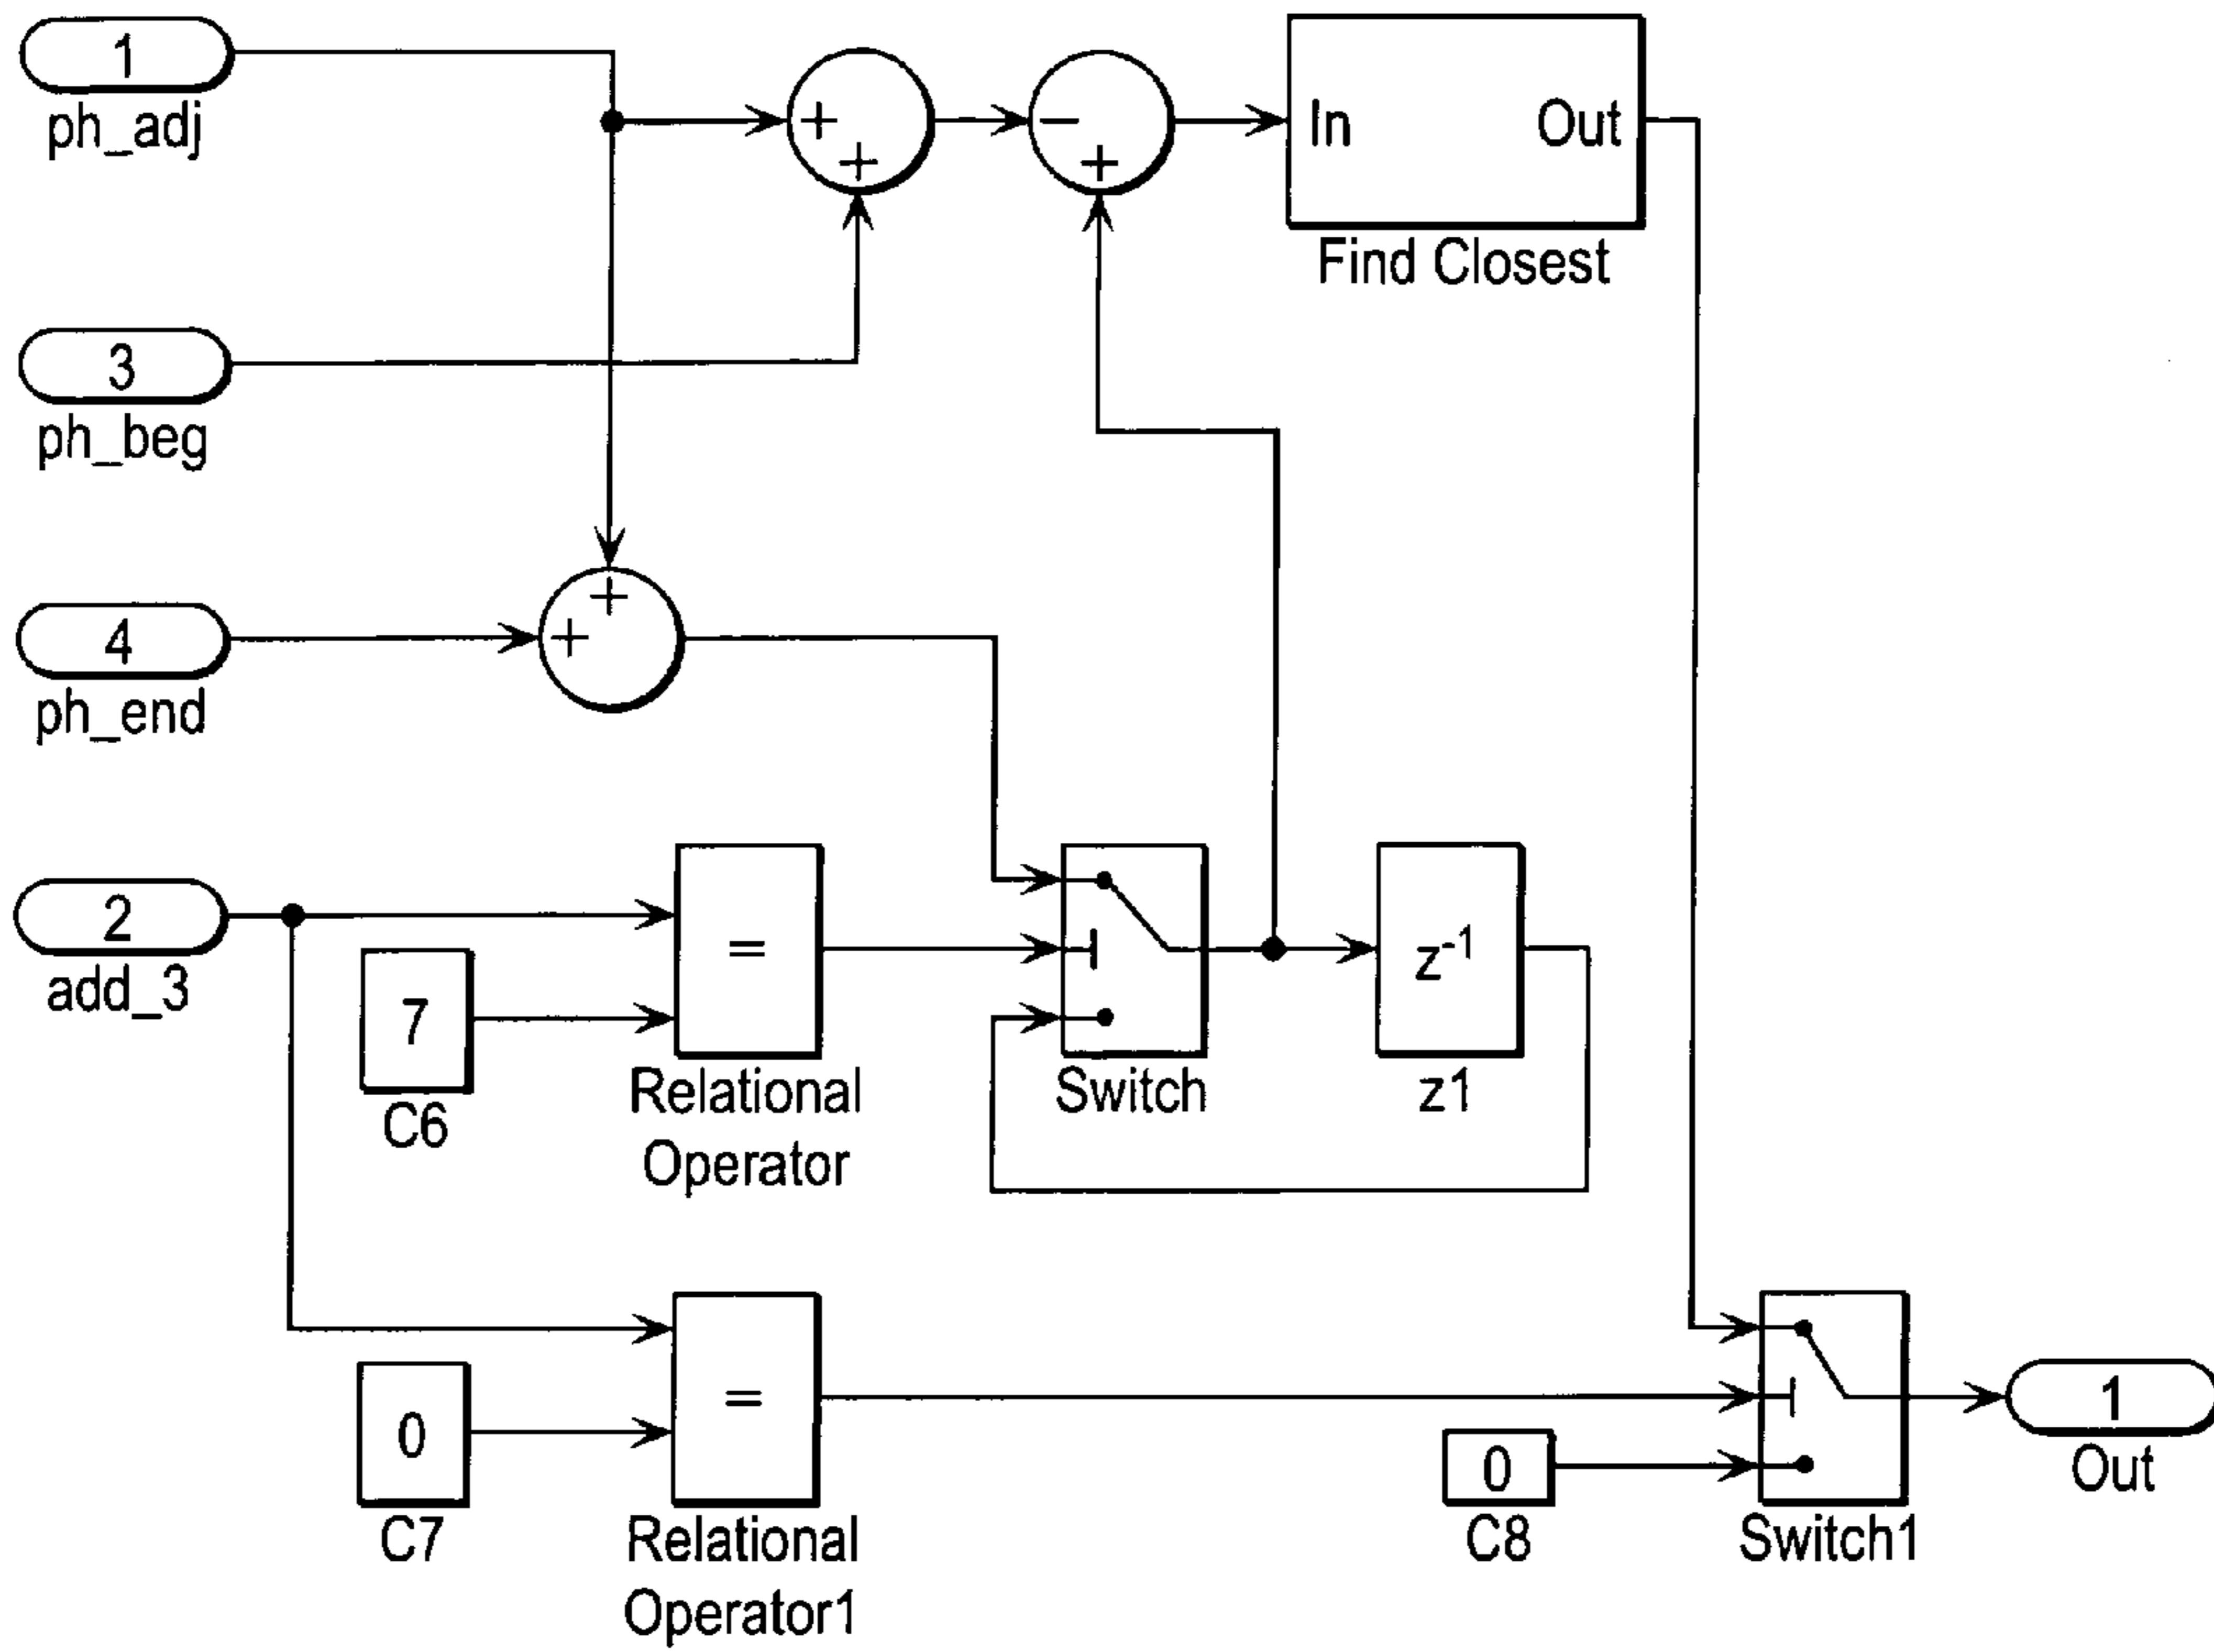 1
ph_adj
+
+
−
+
In
Out
Find Closest
3
ph_beg
4
ph_end
+
+
2
add_3
7
C6
=
Relational
Operator
Switch
z-1
z1
0
C7
=
Relational
Operator1
0
C8
Switch1
1
Out